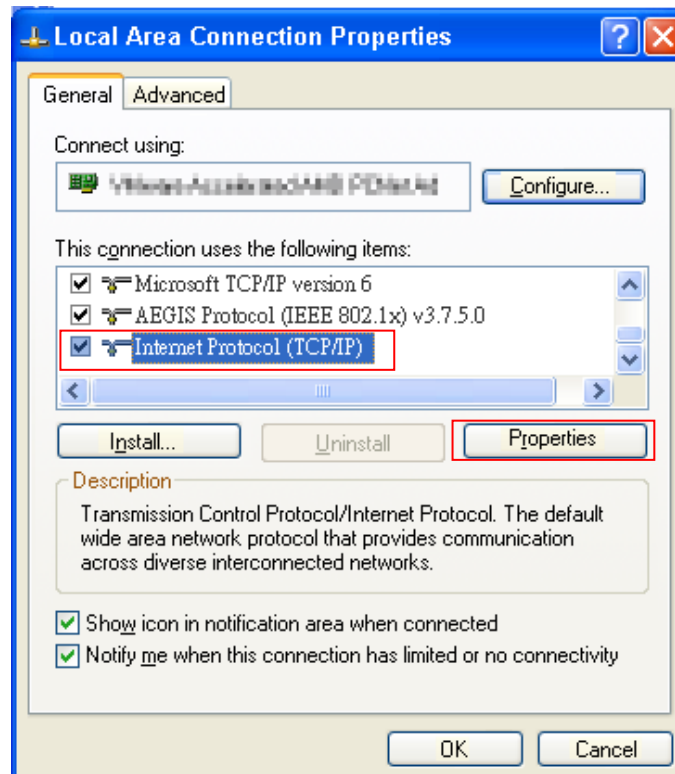 Local Area Connection Properties
General Advanced
Connect using:
Configure...
This connection uses the following items:
Microsoft TCP/IP version 6
AEGIS Protocol (IEEE 802.1x) v3.7.5.0
Internet Protocol (TCP/IP)
Install... Uninstall Properties
Description
Transmission Control Protocol/Internet Protocol. The default
wide area network protocol that provides communication
across diverse interconnected networks.
Show icon in notification area when connected
Notify me when this connection has limited or no connectivity
OK Cancel